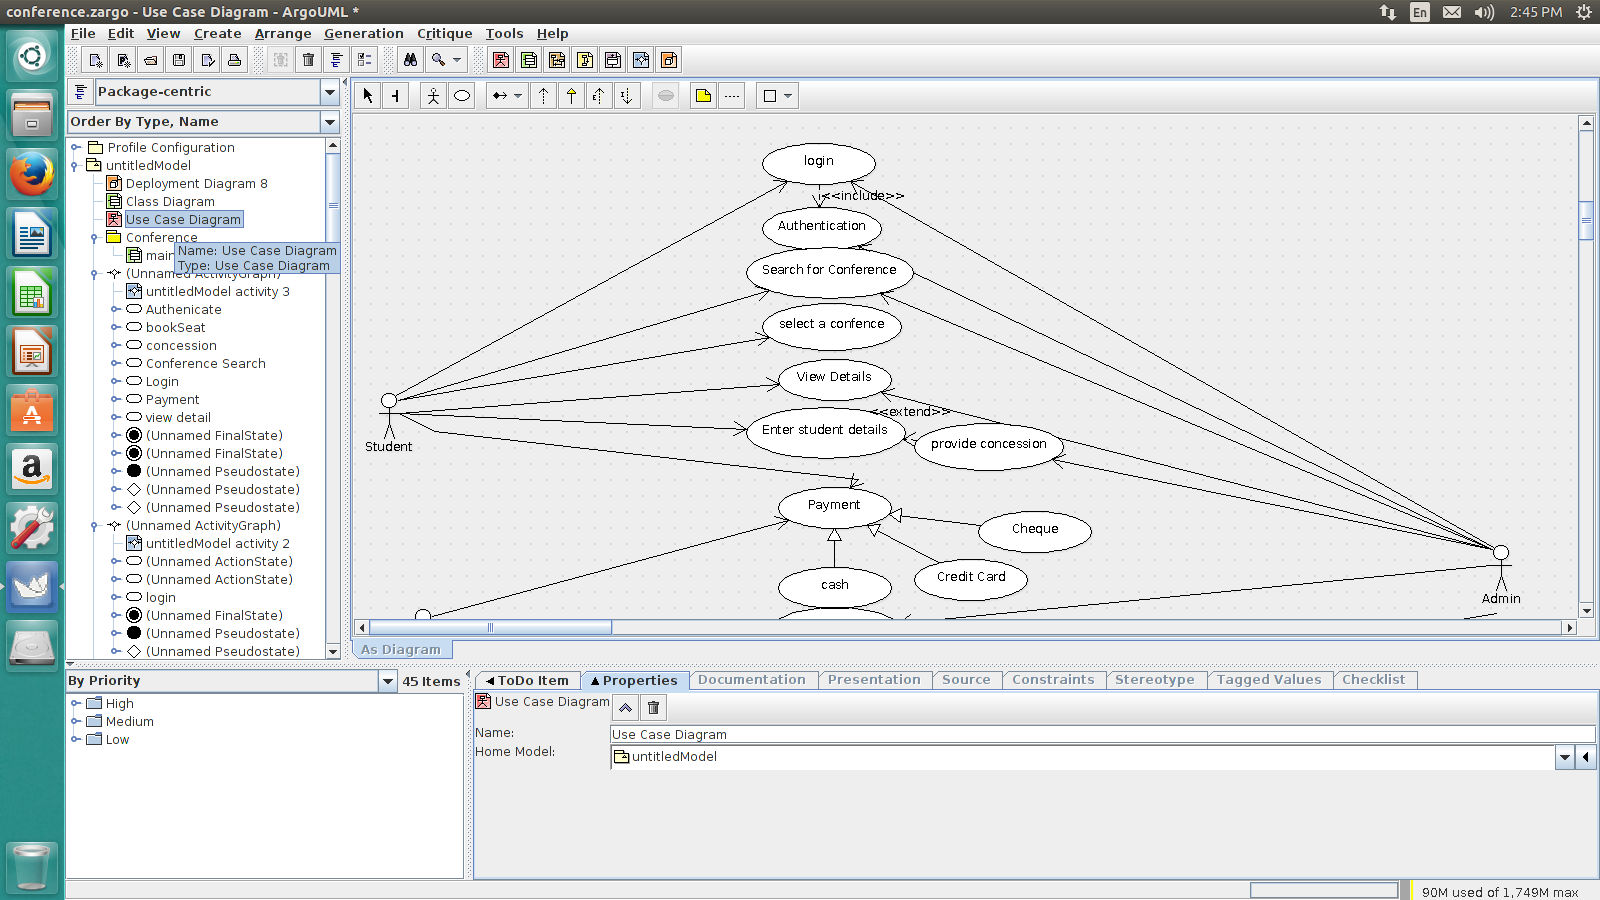 conference.zargo - Use Case Diagram - ArgoUML *
En
2:45 PM
File Edit View Create Arrange Generation Critique Tools Help
Package-centric
Order By Type, Name
Profile Configuration
untitledModel
Deployment Diagram 8
Class Diagram
Use Case Diagram
Conference
main
Name: Use Case Diagram
Type: Use Case Diagram
(Unnamed ActivityGraph)
untitledModel activity 3
Authenicate
bookSeat
concession
Conference Search
Login
Payment
view detail
(Unnamed FinalState)
(Unnamed FinalState)
(Unnamed Pseudostate)
(Unnamed Pseudostate)
(Unnamed Pseudostate)
(Unnamed ActivityGraph)
untitledModel activity 2
(Unnamed ActionState)
(Unnamed ActionState)
login
(Unnamed FinalState)
(Unnamed Pseudostate)
(Unnamed Pseudostate)
login
<<include>>
Authentication
Search for Conference
select a confence
View Details
<<extend>>
Enter student details
provide concession
Student
Payment
Cheque
Credit Card
cash
Admin
As Diagram
By Priority
45 Items
High
Medium
Low
ToDo Item Properties Documentation Presentation Source Constraints Stereotype Tagged Values Checklist
Use Case Diagram
Name:
Use Case Diagram
Home Model:
untitledModel
90M used of 1,749M max